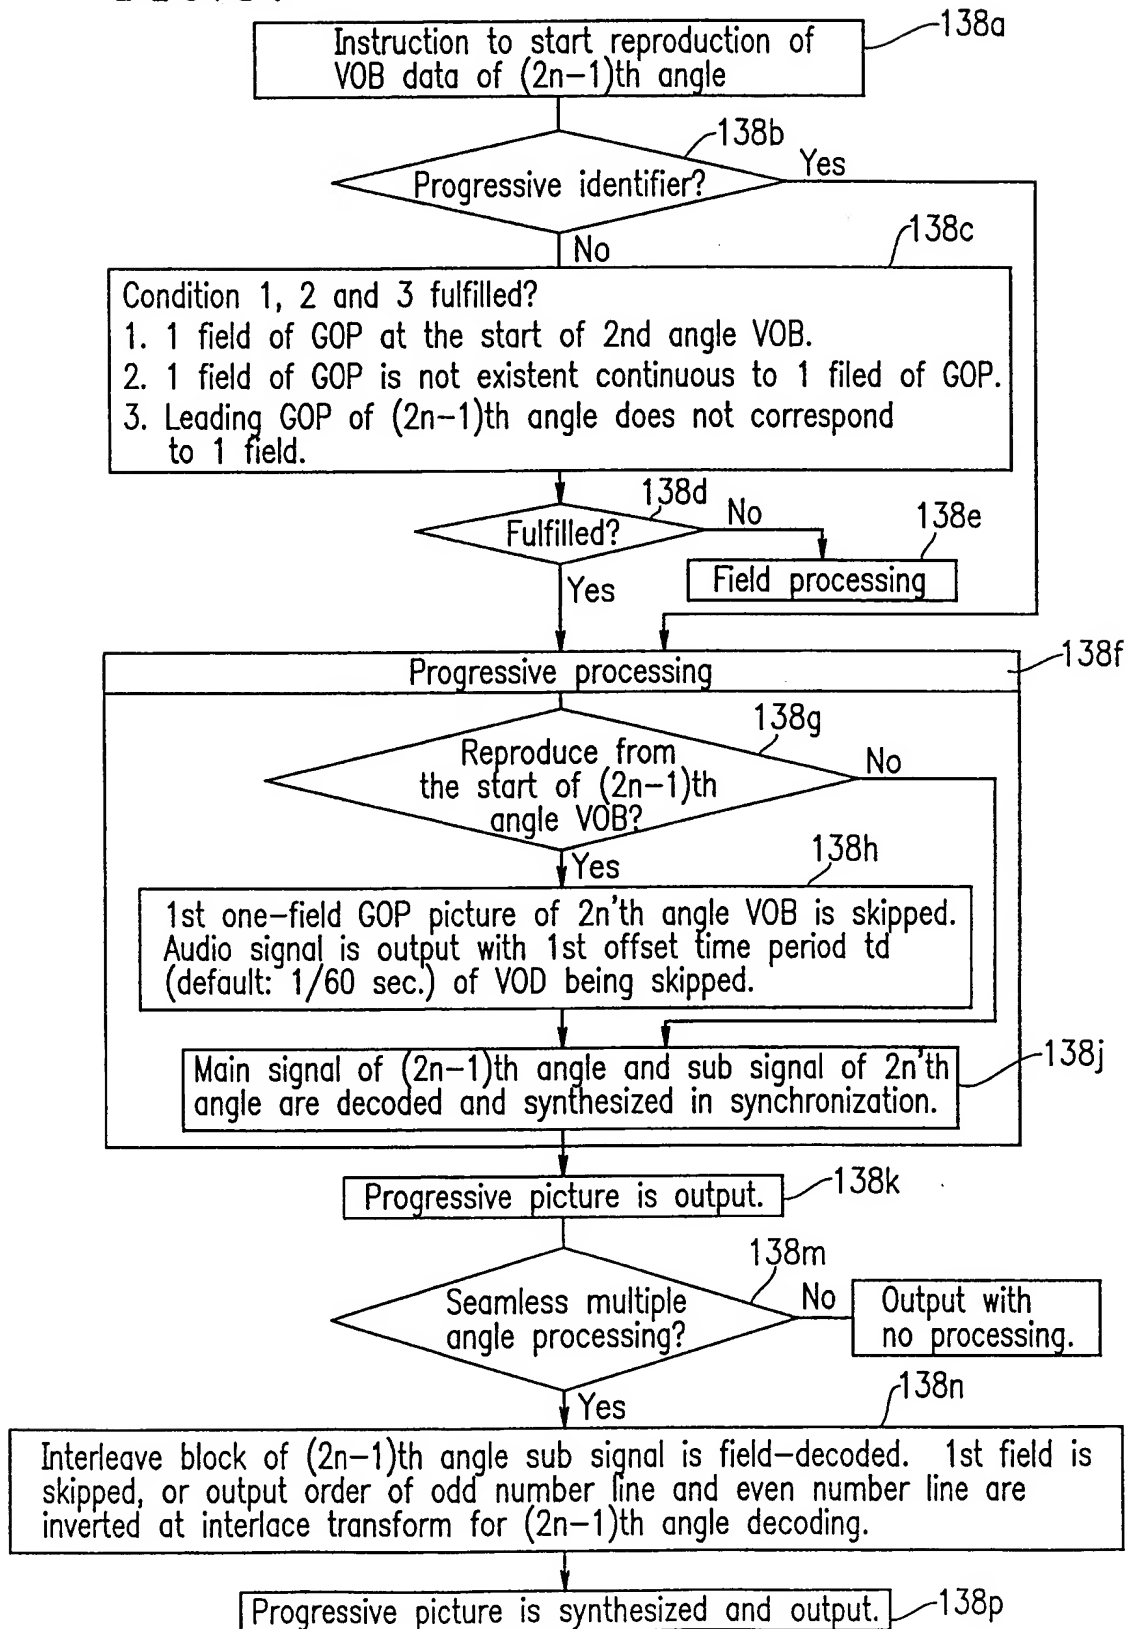 138a
Instruction to start reproduction of
VOB data of (2n-1)th angle
138b
Progressive identifier?
Yes
No
138c
Condition 1, 2 and 3 fulfilled?
1. 1 field of GOP at the start of 2nd angle VOB.
2. 1 field of GOP is not existent continuous to 1 filed of GOP.
3. Leading GOP of (2n-1)th angle does not correspond
to 1 field.
138d
Fulfilled?
No
138e
Field processing
Yes
138f
Progressive processing
138g
Reproduce from
the start of (2n-1)th
angle VOB?
No
Yes
138h
1st one-field GOP picture of 2n'th angle VOB is skipped.
Audio signal is output with 1st offset time period td
(default: 1/60 sec.) of VOD being skipped.
138j
Main signal of (2n-1)th angle and sub signal of 2n'th
angle are decoded and synthesized in synchronization.
138k
Progressive picture is output.
138m
Seamless multiple
angle processing?
No
Output with
no processing.
Yes
138n
Interleave block of (2n-1)th angle sub signal is field-decoded. 1st field is
skipped, or output order of odd number line and even number line are
inverted at interlace transform for (2n-1)th angle decoding.
Progressive picture is synthesized and output.
138p